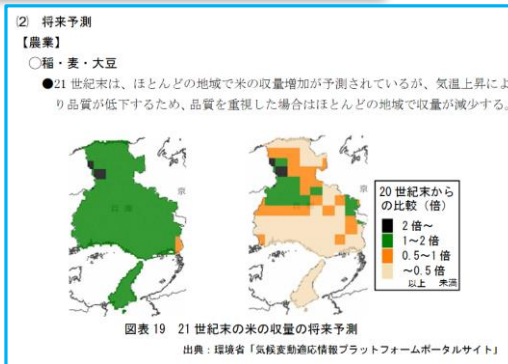 (2) 将来予測
【農業】
○稲・麦・大豆
●21 世紀末は、ほとんどの地域で米の収量増加が予測されているが、気温上昇によ
り品質が低下するため、品質を重視した場合はほとんどの地域で収量が減少する。
20 世紀末から
の比較（倍）
2 倍～
1～2 倍
0.5～1 倍
～0.5 倍
以上 未満
図表 19 21 世紀末の米の収量の将来予測
出典：環境省「気候変動適応情報プラットフォームポータルサイト」